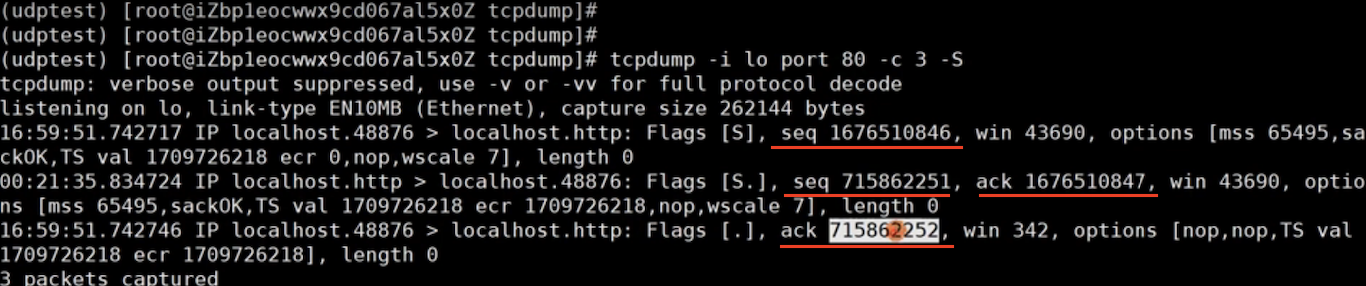 (udptest) [root@iZbp1eocwwx9cd067al5x0Z tcpdump]#
(udptest) [root@iZbp1eocwwx9cd067al5x0Z tcpdump]#
(udptest) [root@iZbp1eocwwx9cd067al5x0Z tcpdump]# tcpdump -i lo port 80 -c 3 -S
tcpdump: verbose output suppressed, use -v or -vv for full protocol decode
listening on lo, link-type EN10MB (Ethernet), capture size 262144 bytes
16:59:51.742717 IP localhost.48876 > localhost.http: Flags [S], seq 1676510846, win 43690, options [mss 65495,sa
ckOK,TS val 1709726218 ecr 0,nop,wscale 7], length 0
00:21:35.834724 IP localhost.http > localhost.48876: Flags [S.], seq 715862251, ack 1676510847, win 43690, optio
ns [mss 65495,sackOK,TS val 1709726218 ecr 1709726218,nop,wscale 7], length 0
16:59:51.742746 IP localhost.48876 > localhost.http: Flags [.], ack 715862252, win 342, options [nop,nop,TS val
1709726218 ecr 1709726218], length 0
3 packets captured